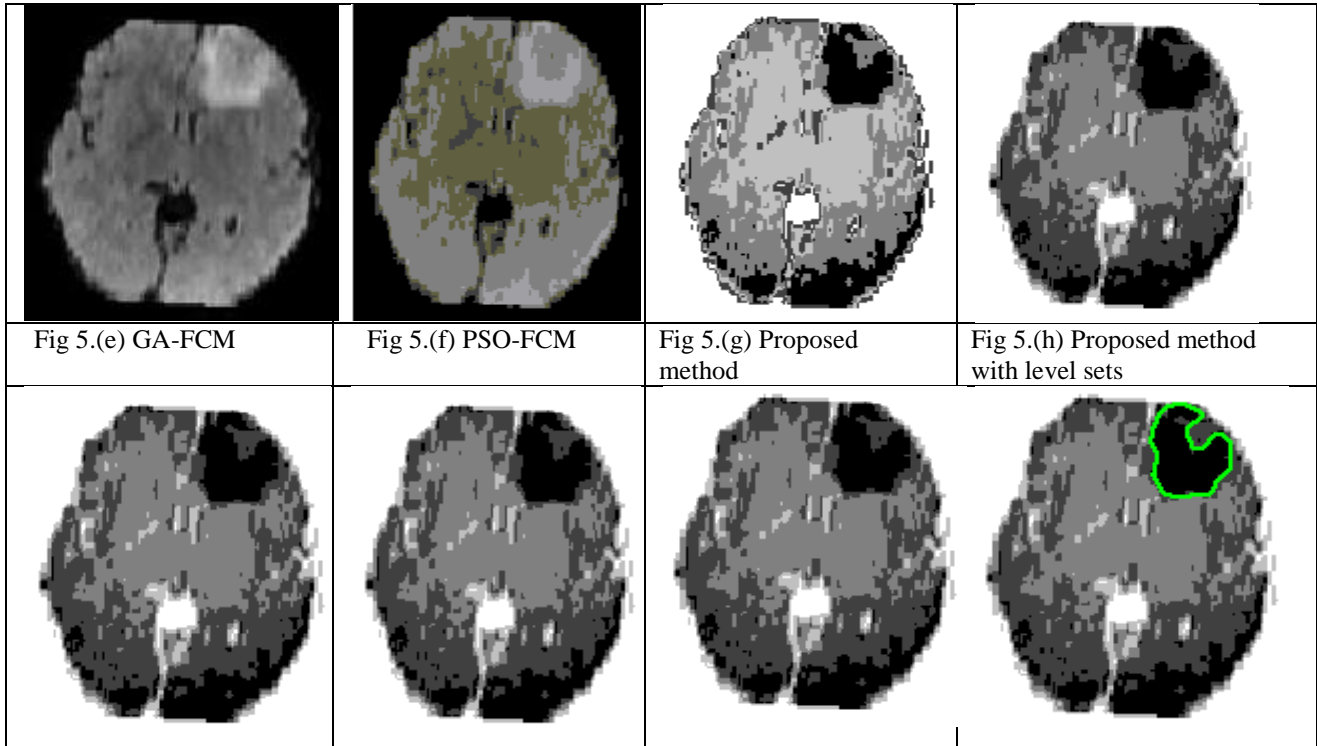 Fig 5.(e) GA-FCM
Fig 5.(f) PSO-FCM
Fig 5.(g) Proposed
method
Fig 5.(h) Proposed method
with level sets